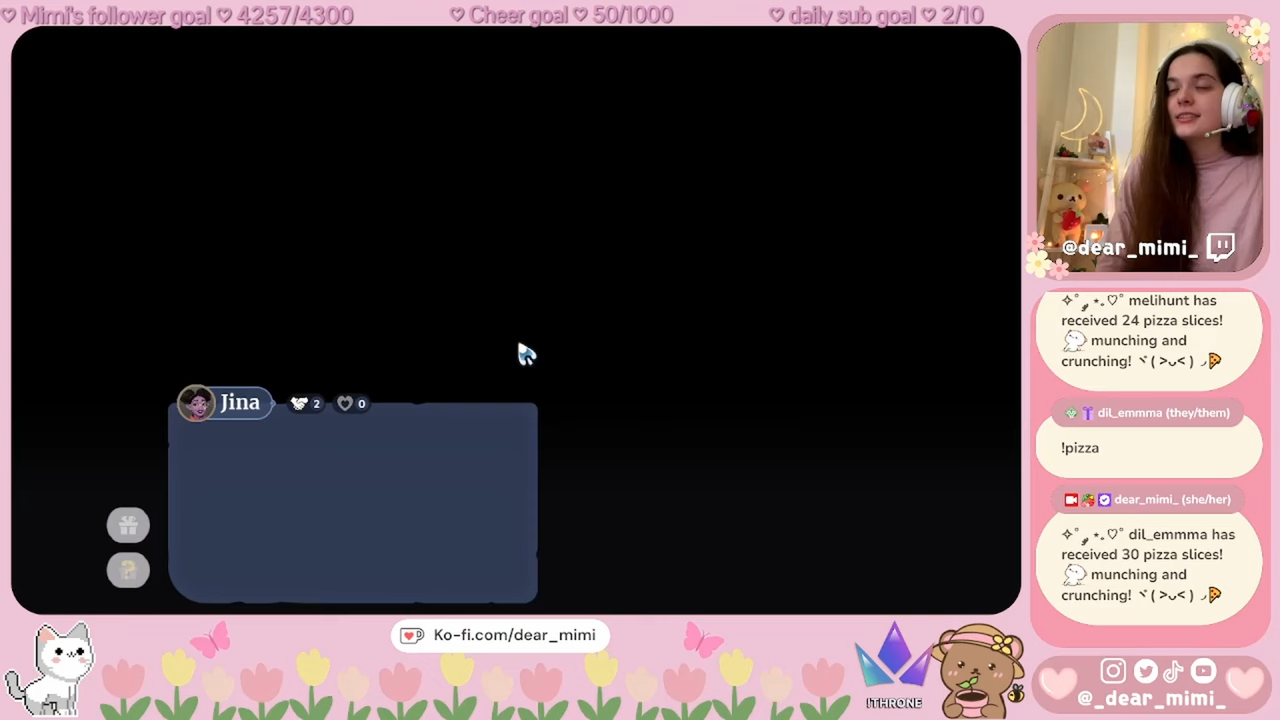 ♡ Mimi's follower goal ♡ 4257/4300
♡ Cheer goal ♡ 50/1000
♡ daily sub goal ♡ 2/10
@dear_mimi_
melihunt has
received 24 pizza slices!
munching and
crunching! ヾ( >ᴗ< ) ◞🍕
dil_emmma (they/them)
!pizza
dear_mimi_ (she/her)
dil_emmma has
received 30 pizza slices!
munching and
crunching! ヾ( >ᴗ< ) ◞🍕
Jina
2
0
Ko-fi.com/dear_mimi
!THRONE
@_dear_mimi_